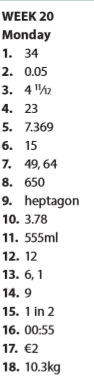 WEEK 20
Monday
1. 34
2. 0.05
3. 4 11/12
4. 23
5. 7.369
6. 15
7. 49, 64
8. 650
9. heptagon
10. 3.78
11. 555ml
12. 12
13. 6, 1
14. 9
15. 1 in 2
16. 00:55
17. €2
18. 10.3kg